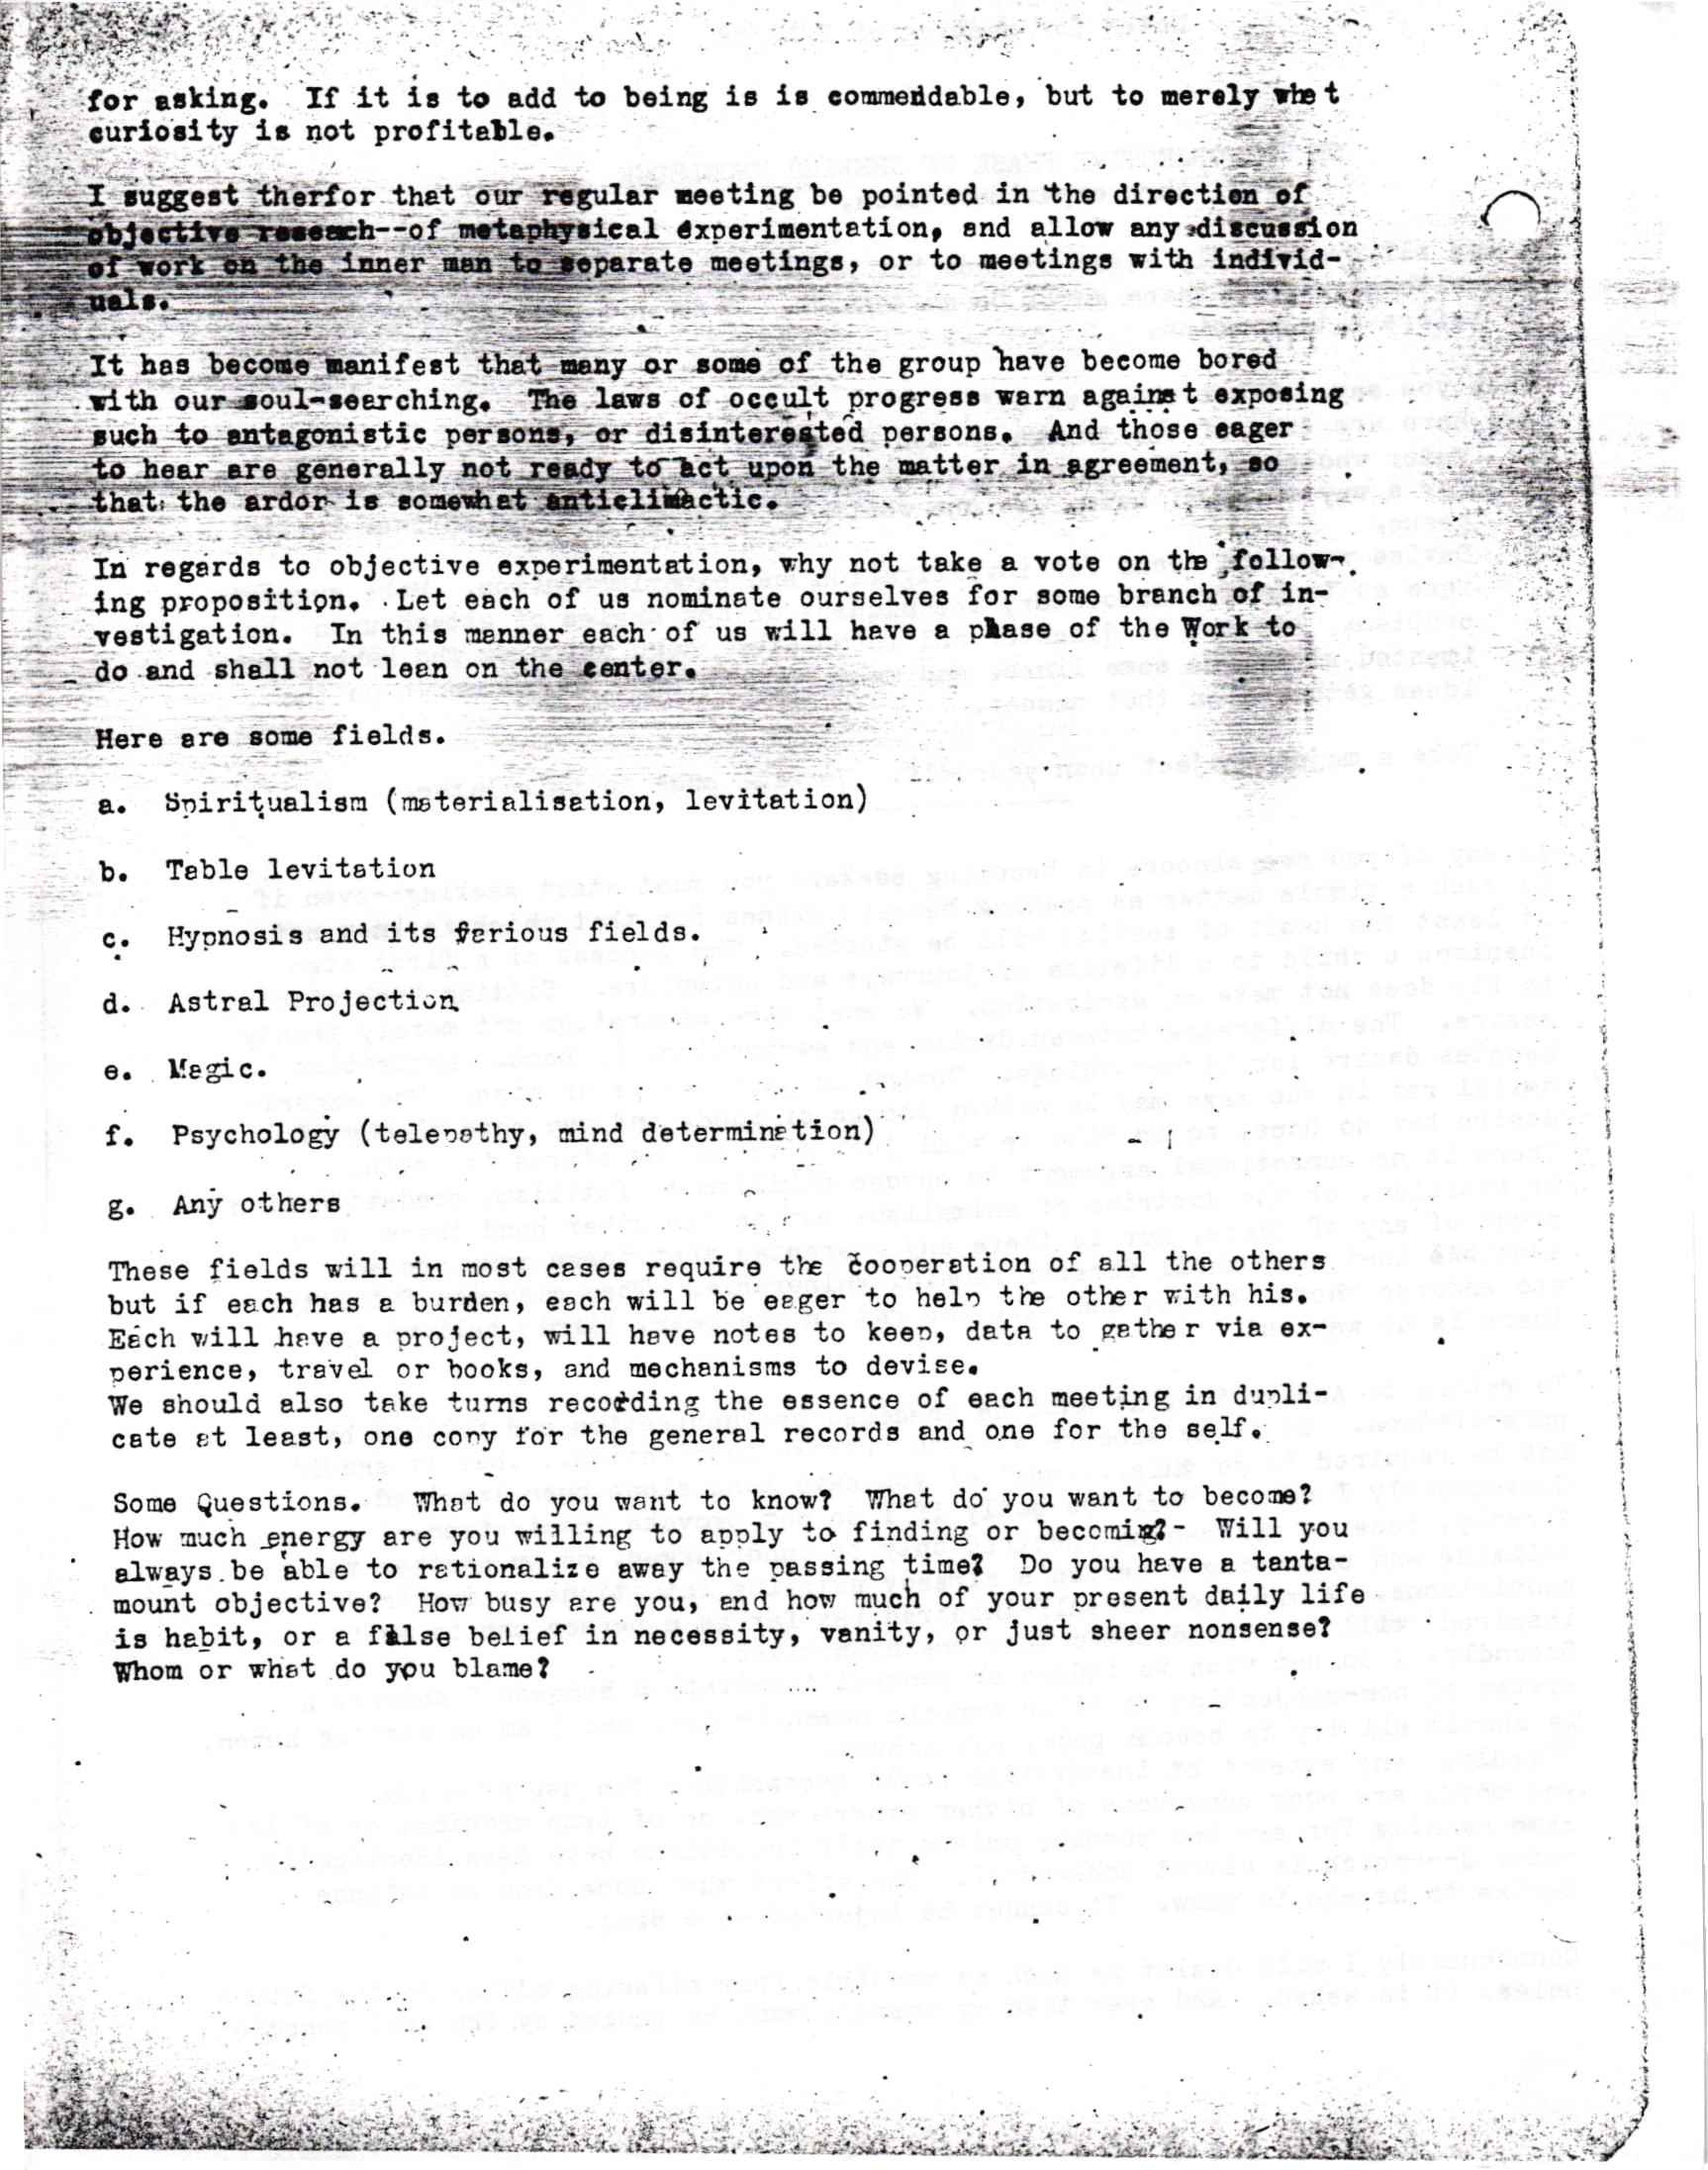 for asking.  If it is to add to being is is commendable, but to merely whet
curiosity is not profitable.
I suggest therfor that our regular meeting be pointed in the direction of
objective reseach--of metaphysical experimentation, and allow any discussion
of work on the inner man to separate meetings, or to meetings with individ-
uals.
It has become manifest that many or some of the group have become bored
with our soul-searching.  The laws of occult progress warn against exposing
such to antagonistic persons, or disinterested persons.  And those eager
to hear are generally not ready to act upon the matter in agreement, so
that the ardor is somewhat anticlimactic.
In regards to objective experimentation, why not take a vote on the follow-
ing proposition.  Let each of us nominate ourselves for some branch of in-
vestigation.  In this manner each of us will have a phase of the Work to
do and shall not lean on the center.
Here are some fields.
a.  Spiritualism (materialisation, levitation)
b.  Table levitation
c.  Hypnosis and its various fields.
d.  Astral Projection
e.  Magic.
f.  Psychology (telepathy, mind determination)
g.  Any others
These fields will in most cases require the cooperation of all the others
but if each has a burden, each will be eager to help the other with his.
Each will have a project, will have notes to keep, data to gather via ex-
perience, travel or books, and mechanisms to devise.
We should also take turns recording the essence of each meeting in dupli-
cate at least, one copy for the general records and one for the self.
Some Questions.   What do you want to know?  What do you want to become?
How much energy are you willing to apply to finding or becoming?-  Will you
always be able to rationalize away the passing time?  Do you have a tanta-
mount objective?  How busy are you, and how much of your present daily life
is habit, or a false belief in necessity, vanity, or just sheer nonsense?
Whom or what do you blame?